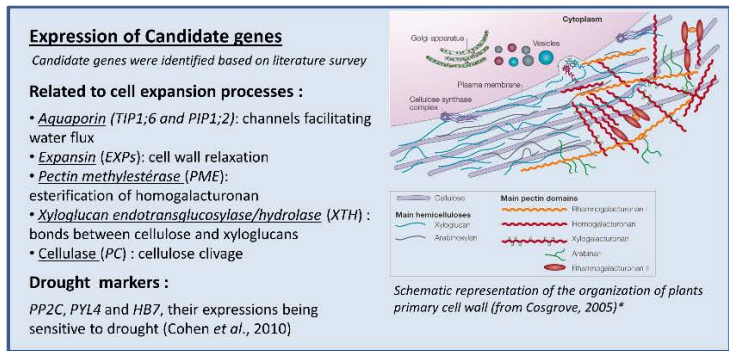 Expression of Candidate genes
Candidate genes were identified based on literature survey
Related to cell expansion processes :
• Aquaporin (TIP1;6 and PIP1;2): channels facilitating
water flux
• Expansin (EXPs): cell wall relaxation
• Pectin methylestérase (PME):
esterification of homogalacturonan
• Xyloglucan endotransglucosylase/hydrolase (XTH) :
bonds between cellulose and xyloglucans
• Cellulase (PC) : cellulose clivage
Drought markers :
PP2C, PYL4 and HB7, their expressions being
sensitive to drought (Cohen et al., 2010)
Cytoplasm
Golgi apparatus
Vesicles
Plasma membrane
Cellulose synthase
complex
Cellulose
Main hemicelluloses
Xyloglucan
Arabinoxylan
Main pectin domains
Rhamnogalacturonan I
Homogalacturonan
Xylogalacturonan
Arabinan
Rhamnogalacturonan II
Schematic representation of the organization of plants
primary cell wall (from Cosgrove, 2005)*